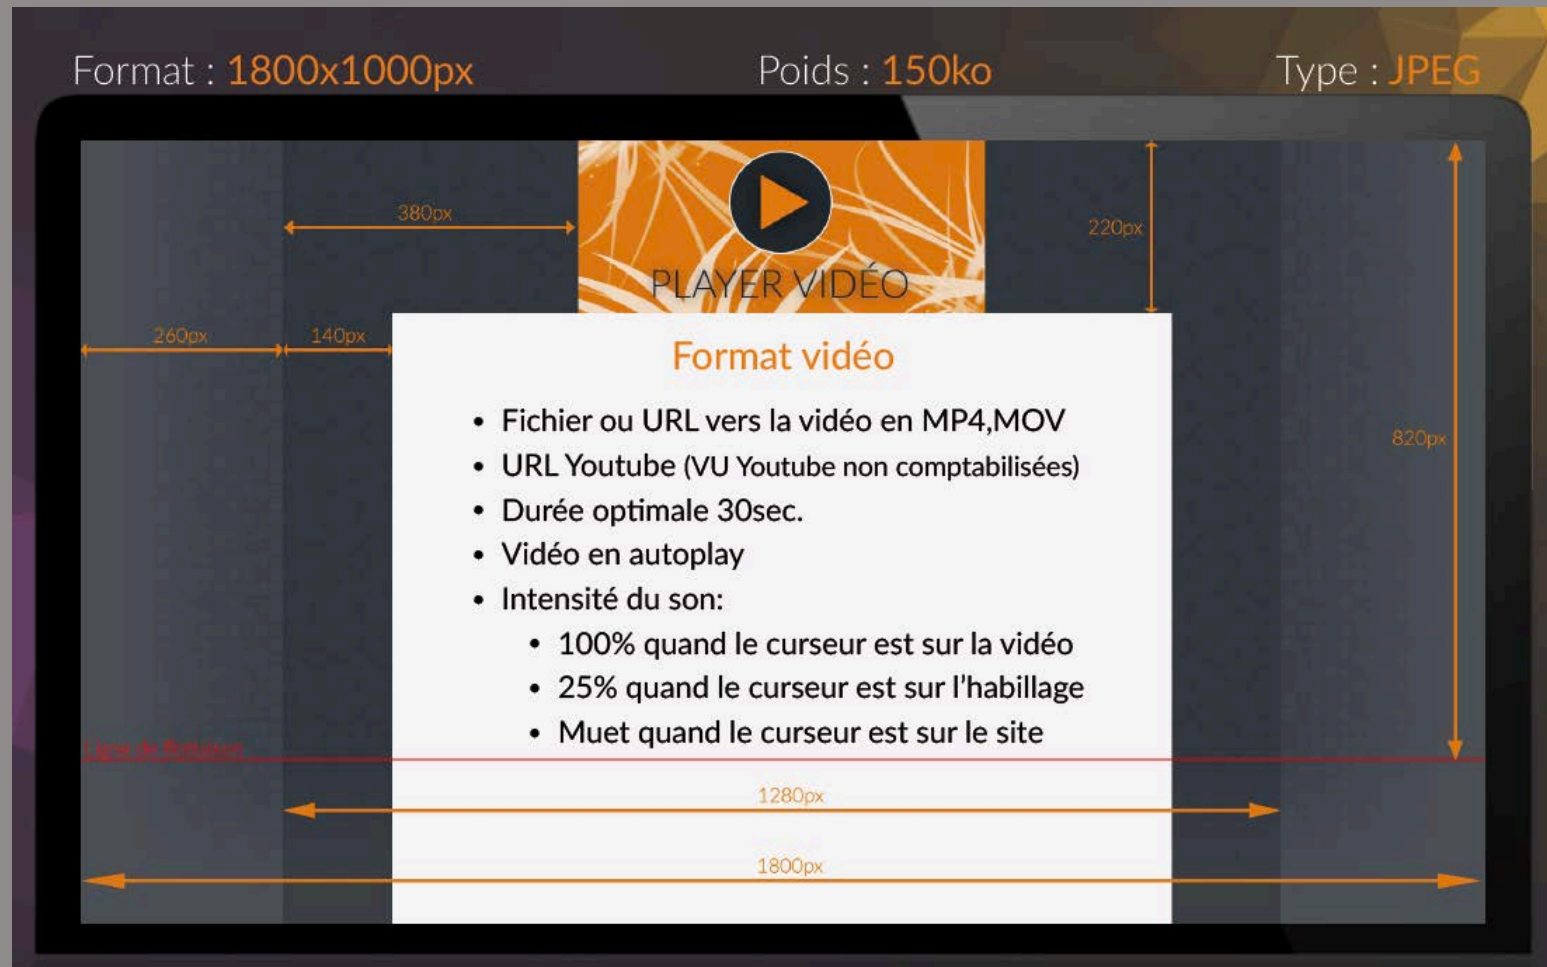 Format : 1800x1000px
Poids : 150ko
Type : JPEG
380px
220px
PLAYER VIDÉO
260px
140px
Format vidéo
• Fichier ou URL vers la vidéo en MP4,MOV
820px
• URL Youtube (VU Youtube non comptabilisées)
• Durée optimale 30sec.
• Vidéo en autoplay
• Intensité du son:
• 100% quand le curseur est sur la vidéo
• 25% quand le curseur est sur l’habillage
• Muet quand le curseur est sur le site
Ligne de flottaison
1280px
1800px